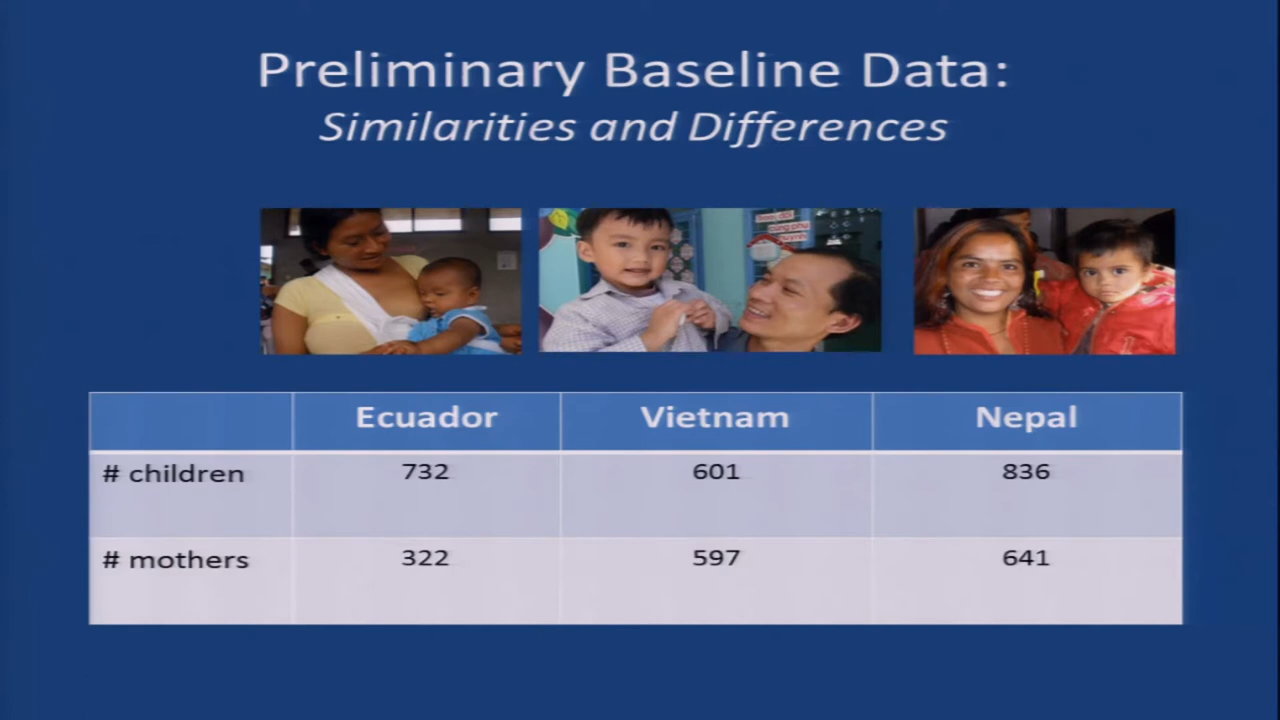 Preliminary Baseline Data:
Similarities and Differences
Ecuador Vietnam Nepal
# children 732 601 836
# mothers 322 597 641